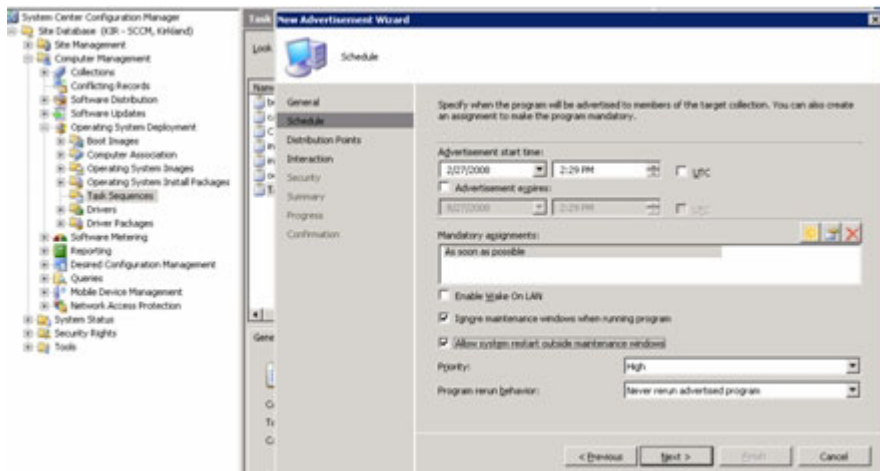 System Center Configuration Manager
Site Database (KIR - SCCM, Kirkland)
Site Management
Computer Management
Collections
Conflicting Records
Software Distribution
Software Updates
Operating System Deployment
Boot Images
Computer Association
Operating System Images
Operating System Install Packages
Task Sequences
Drivers
Driver Packages
Software Metering
Reporting
Desired Configuration Management
Queries
Mobile Device Management
Network Access Protection
System Status
Security Rights
Tools
Task
Look
Name
Gene
New Advertisement Wizard
Schedule
General
Schedule
Distribution Points
Interaction
Security
Summary
Progress
Confirmation
Specify when the program will be advertised to members of the target collection. You can also create
an assignment to make the program mandatory.
Advertisement start time:
2/27/2008 2:29 PM UTC
Advertisement expires:
2:29 PM UTC
Mandatory assignments:
As soon as possible
Enable Wake On LAN
Ignore maintenance windows when running program
Allow system restart outside maintenance windows
Priority: High
Program rerun behavior: Never rerun advertised program
< Previous Next > Finish Cancel